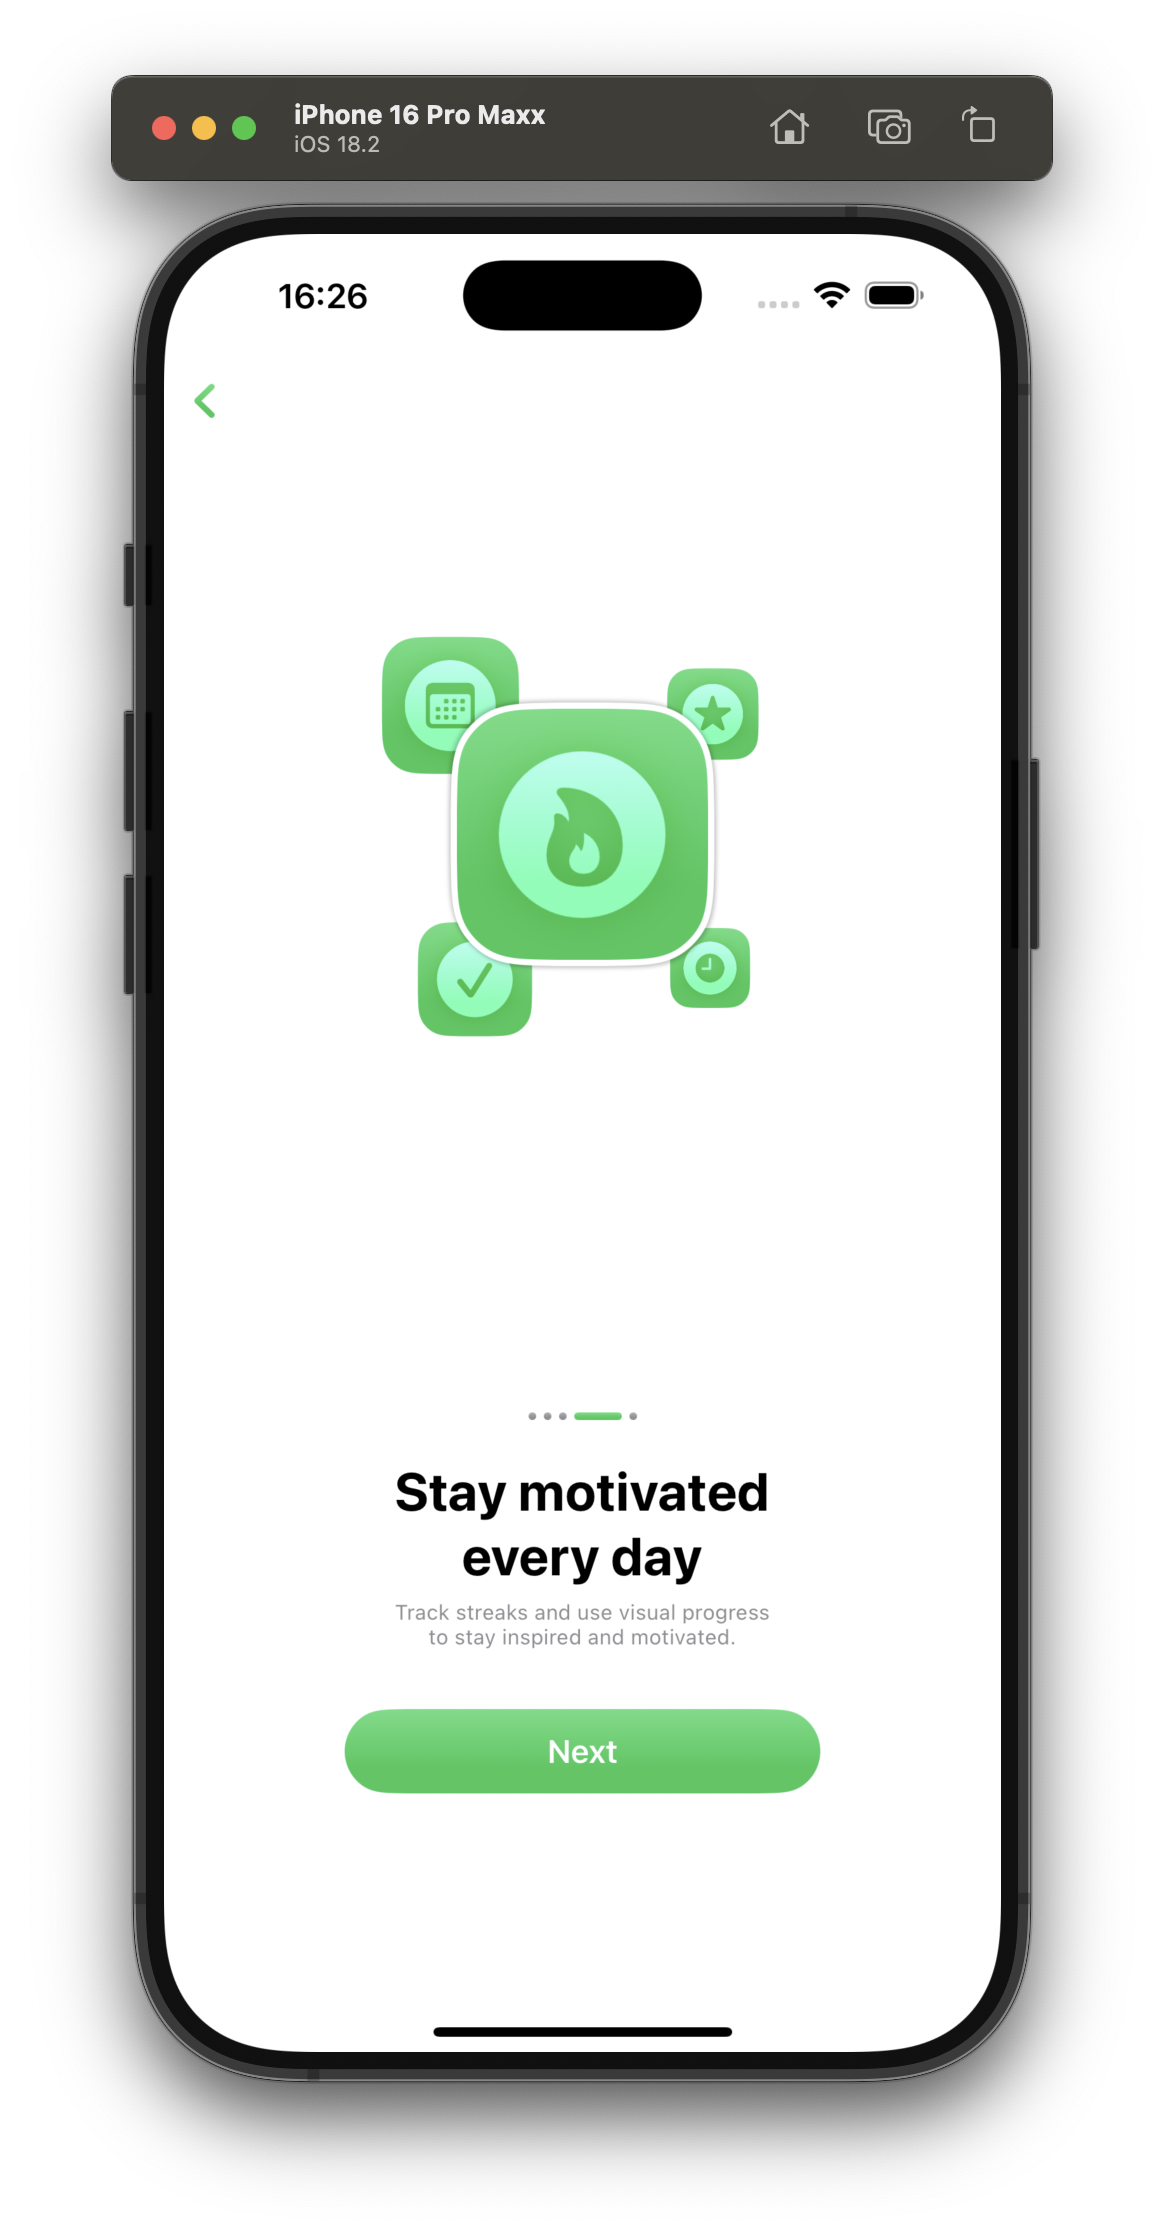 iPhone 16 Pro Maxx
iOS 18.2
16:26
Stay motivated
every day
Track streaks and use visual progress
to stay inspired and motivated.
Next